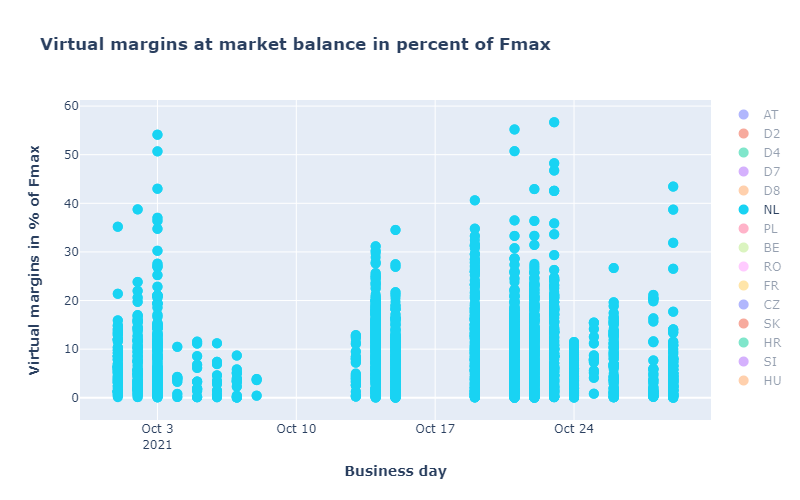 Virtual margins at market balance in percent of Fmax
Virtual margins in % of Fmax
60
50
40
30
20
10
0
Oct 3
2021
Oct 10
Oct 17
Oct 24
Business day
AT
D2
D4
D7
D8
NL
PL
BE
RO
FR
CZ
SK
HR
SI
HU